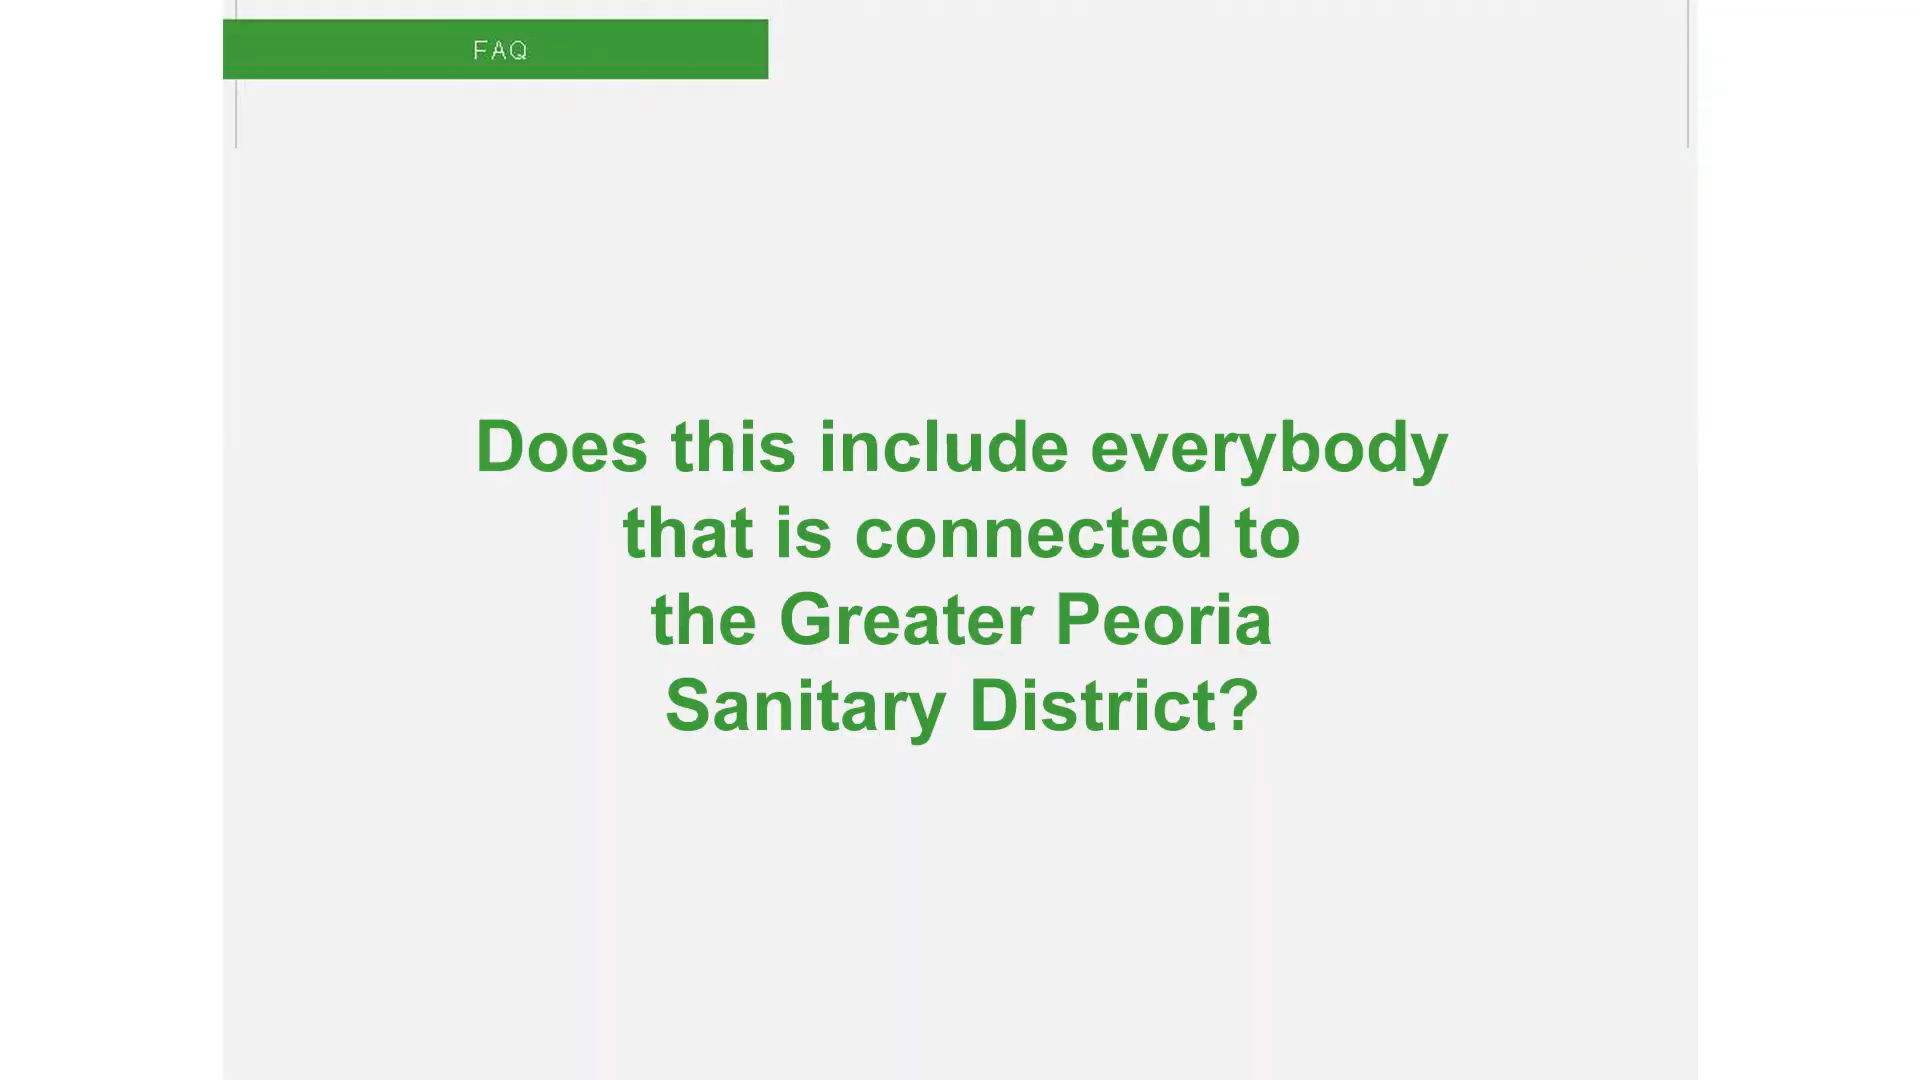 FAQ
Does this include everybody
that is connected to
the Greater Peoria
Sanitary District?